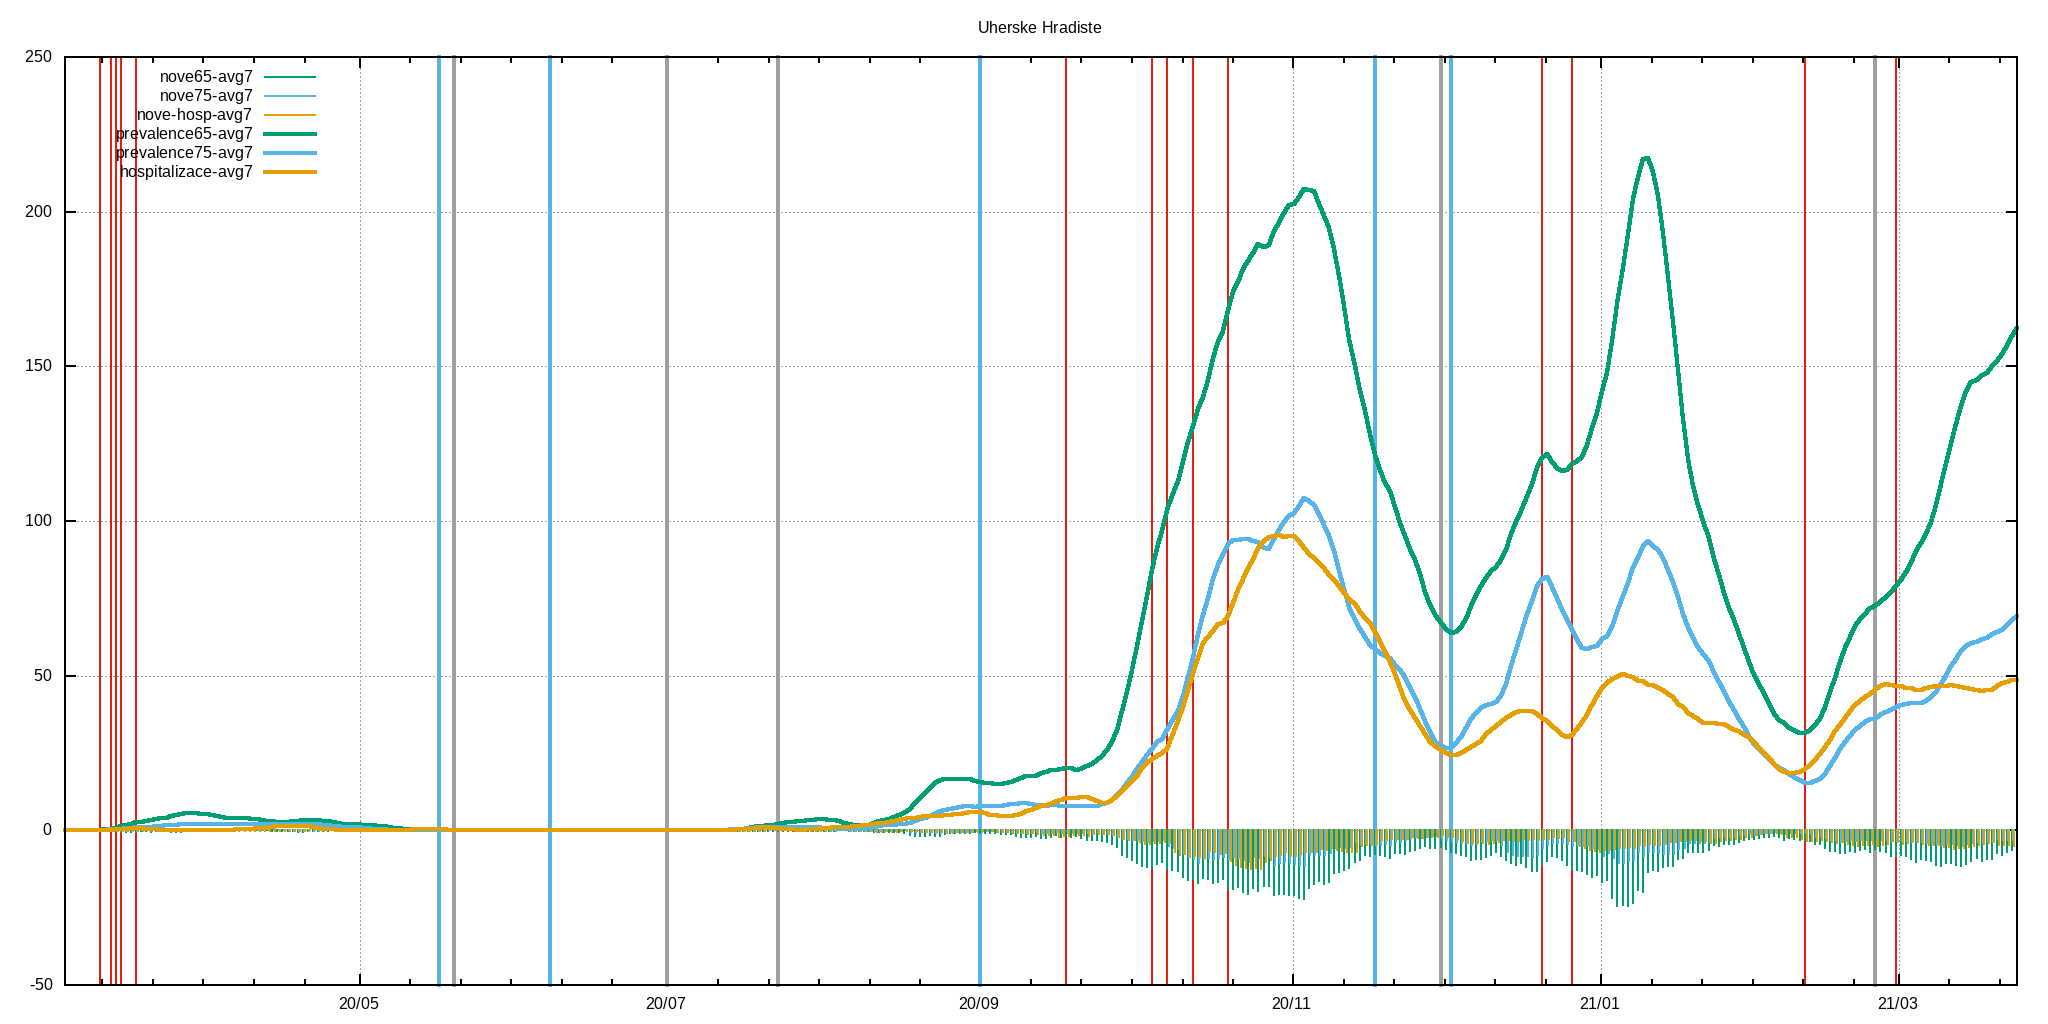 Uherske Hradiste
250
200
150
100
50
0
-50
nove65-avg7
nove75-avg7
nove-hosp-avg7
prevalence65-avg7
prevalence75-avg7
hospitalizace-avg7
20/05
20/07
20/09
20/11
21/01
21/03